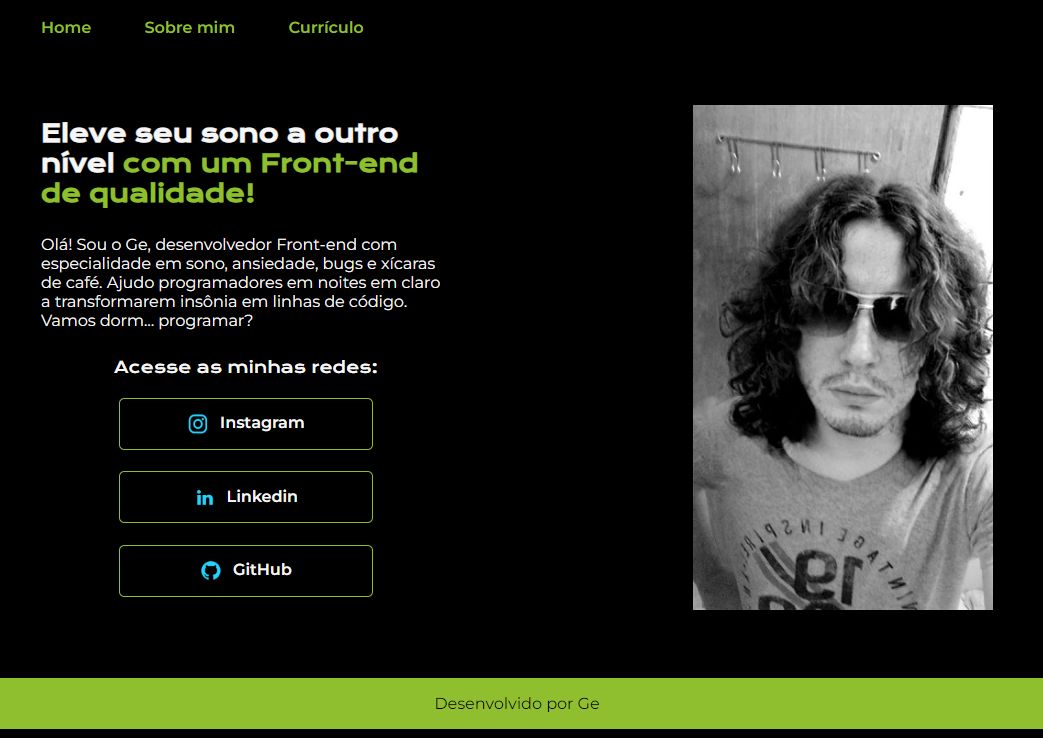 Home Sobre mim Currículo
Eleve seu sono a outro
nível com um Front-end
de qualidade!
Olá! Sou o Ge, desenvolvedor Front-end com
especialidade em sono, ansiedade, bugs e xícaras
de café. Ajudo programadores em noites em claro
a transformarem insônia em linhas de código.
Vamos dorm... programar?
Acesse as minhas redes:
Instagram
Linkedin
GitHub
19
Desenvolvido por Ge